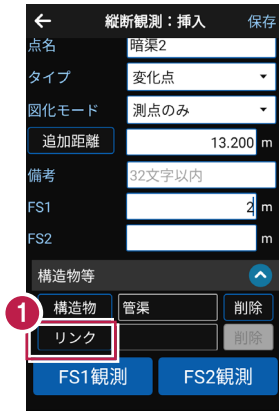 ← 縦断観測：挿入 保存
点名 暗渠2
タイプ 変化点
図化モード 測点のみ
追加距離 13.200 m
備考 32文字以内
FS1 2 m
FS2 m
構造物等
構造物 管渠 削除
1 リンク 削除
FS1観測 FS2観測